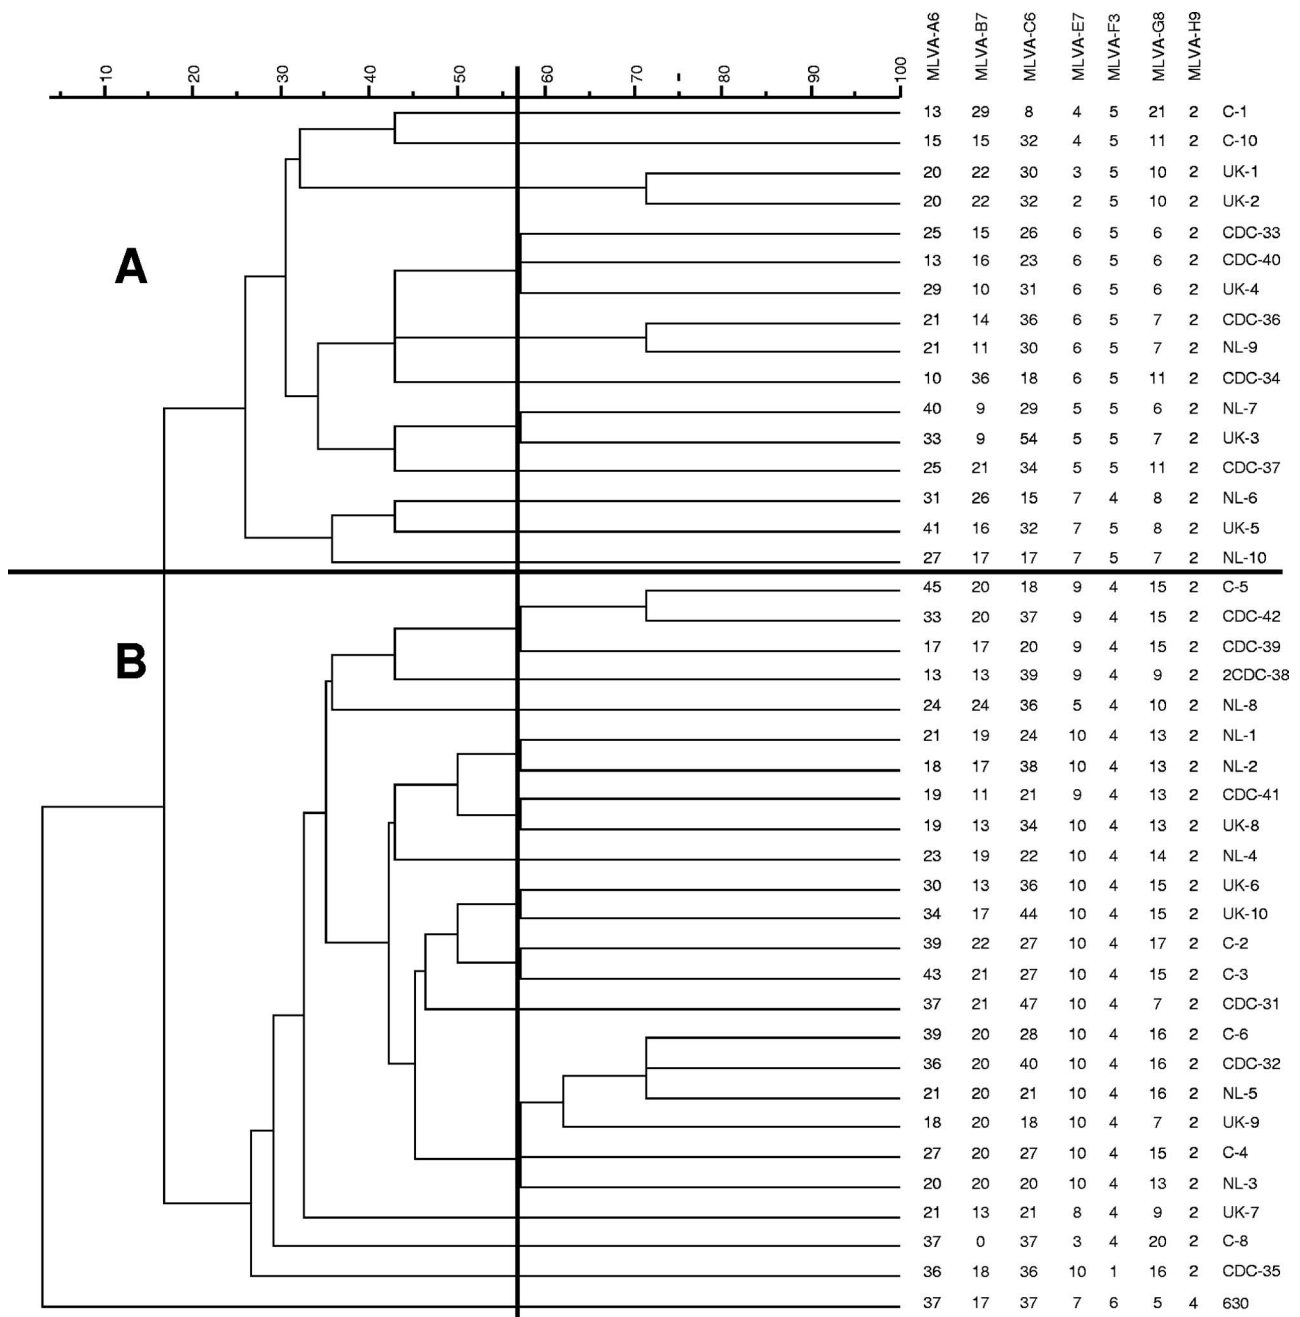 10 20 30 40 50 60 70 80 90 100 MLVA-A6 MLVA-B7 MLVA-C6 MLVA-E7 MLVA-F3 MLVA-G8 MLVA-H9
13 29 8 4 5 21 2 C-1
15 15 32 4 5 11 2 C-10
20 22 30 3 5 10 2 UK-1
20 22 32 2 5 10 2 UK-2
25 15 26 6 5 6 2 CDC-33
A
13 16 23 6 5 6 2 CDC-40
29 10 31 6 5 6 2 UK-4
21 14 36 6 5 7 2 CDC-36
21 11 30 6 5 7 2 NL-9
10 36 18 6 5 11 2 CDC-34
40 9 29 5 5 6 2 NL-7
33 9 54 5 5 7 2 UK-3
25 21 34 5 5 11 2 CDC-37
31 26 15 7 4 8 2 NL-6
41 16 32 7 5 8 2 UK-5
27 17 17 7 5 7 2 NL-10
45 20 18 9 4 15 2 C-5
33 20 37 9 4 15 2 CDC-42
17 17 20 9 4 15 2 CDC-39
B
13 13 39 9 4 9 2 2CDC-38
24 24 36 5 4 10 2 NL-8
21 19 24 10 4 13 2 NL-1
18 17 38 10 4 13 2 NL-2
19 11 21 9 4 13 2 CDC-41
19 13 34 10 4 13 2 UK-8
23 19 22 10 4 14 2 NL-4
30 13 36 10 4 15 2 UK-6
34 17 44 10 4 15 2 UK-10
39 22 27 10 4 17 2 C-2
43 21 27 10 4 15 2 C-3
37 21 47 10 4 7 2 CDC-31
39 20 28 10 4 16 2 C-6
36 20 40 10 4 16 2 CDC-32
21 20 21 10 4 16 2 NL-5
18 20 18 10 4 7 2 UK-9
27 20 27 10 4 15 2 C-4
20 20 20 10 4 13 2 NL-3
21 13 21 8 4 9 2 UK-7
37 0 37 3 4 20 2 C-8
36 18 36 10 1 16 2 CDC-35
37 17 37 7 6 5 4 630